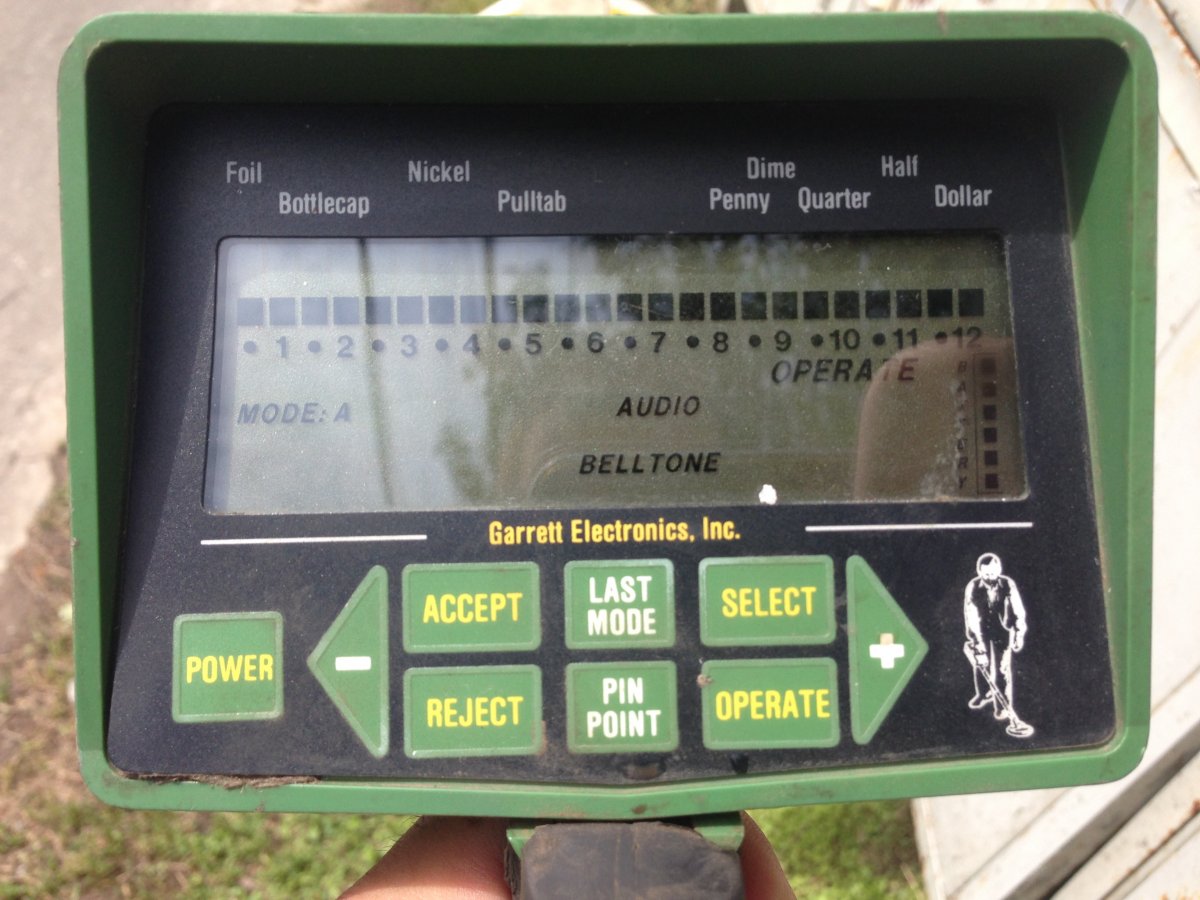 Foil Nickel Dime Half
Bottlecap Pulltab Penny Quarter Dollar
• 1 • 2 • 3 • 4 • 5 • 6 • 7 • 8 • 9 • 10 • 11 • 12
OPERATE
MODE: A AUDIO
BELLTONE
BATTERY
Garrett Electronics, Inc.
POWER
ACCEPT
LAST
MODE
SELECT
REJECT
PIN
POINT
OPERATE